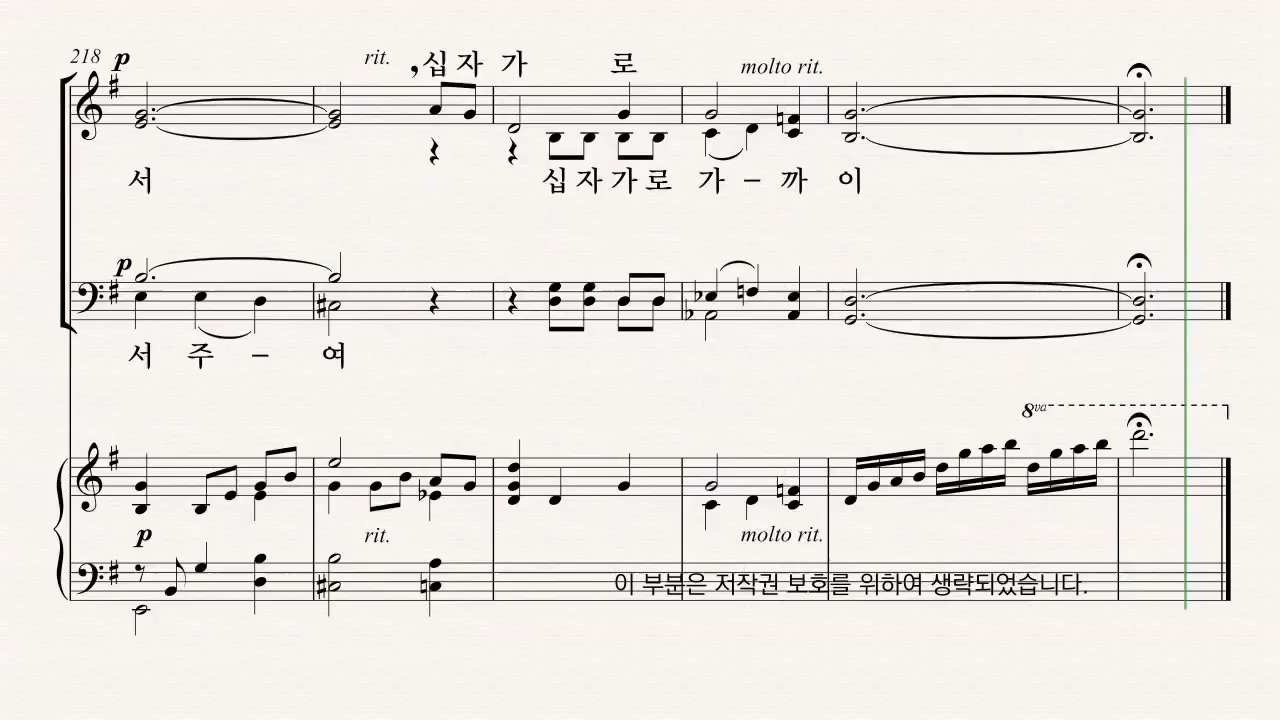 218 p rit. , 십 자 가 로 molto rit.
서 십 자 가 로 가 – 까 이
p
서 주 – 여
8va
p rit. molto rit.
이 부분은 저작권 보호를 위하여 생략되었습니다.